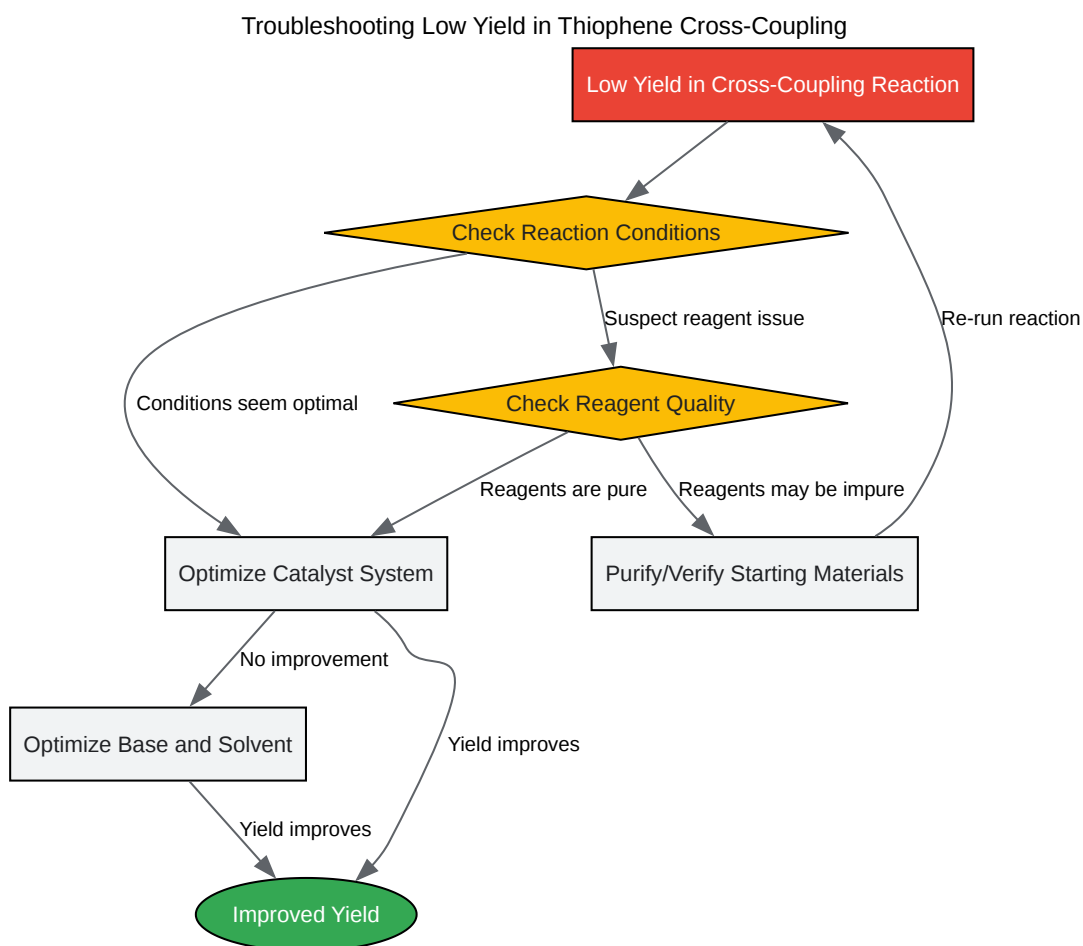 Troubleshooting Low Yield in Thiophene Cross-Coupling
Low Yield in Cross-Coupling Reaction
Check Reaction Conditions
Suspect reagent issue
Re-run reaction
Conditions seem optimal
Check Reagent Quality
Reagents are pure
Reagents may be impure
Optimize Catalyst System
Purify/Verify Starting Materials
No improvement
Optimize Base and Solvent
Yield improves
Yield improves
Improved Yield